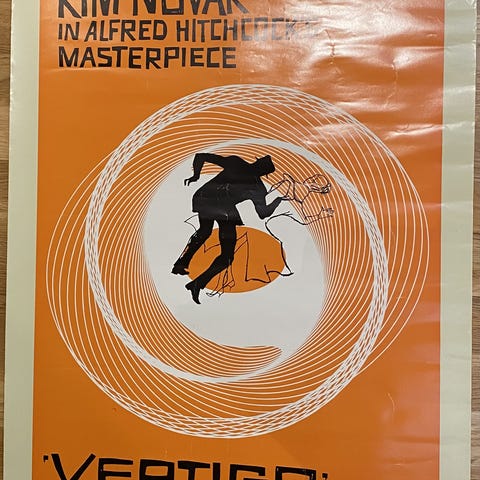 KIM NOVAK
IN ALFRED HITCHCOCK'S
MASTERPIECE
'VERTIGO'